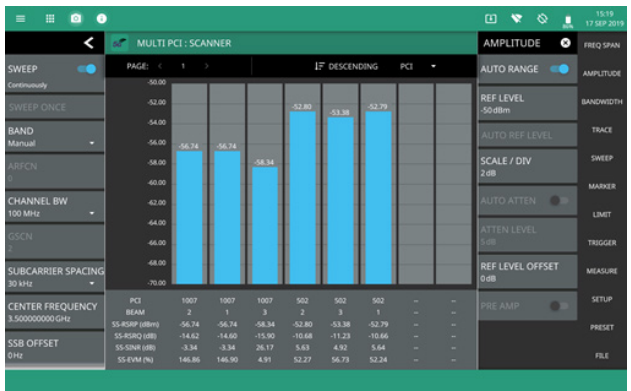 15:19
90%
17 SEP 2019
MULTI PCI : SCANNER
AMPLITUDE
FREQ SPAN
SWEEP
Continuously
PAGE: < 1 >
DESCENDING
PCI
AUTO RANGE
AMPLITUDE
SWEEP ONCE
REF LEVEL
-50 dBm
BANDWIDTH
BAND
Manual
AUTO REF LEVEL
TRACE
ARFCN
0
SCALE / DIV
2 dB
SWEEP
CHANNEL BW
100 MHz
AUTO ATTEN
MARKER
GSCN
2
ATTEN LEVEL
5 dB
LIMIT
TRIGGER
SUBCARRIER SPACING
30 kHz
REF LEVEL OFFSET
0 dB
MEASURE
CENTER FREQUENCY
3.500000000 GHz
PRE AMP
SETUP
PRESET
SSB OFFSET
0 Hz
FILE
-50.00
-52.00
-54.00
-56.00
-58.00
-60.00
-62.00
-64.00
-66.00
-68.00
-70.00
-56.74 -56.74 -58.34 -52.80 -53.38 -52.79
PCI 1007 1007 1007 502 502 502 -- --
BEAM 2 1 3 2 3 1 -- --
SS-RSRP (dBm) -56.74 -56.74 -58.34 -52.80 -53.38 -52.79 -- --
SS-RSRQ (dB) -14.62 -14.60 -15.90 -10.68 -11.23 -10.66 -- --
SS-SINR (dB) -3.34 -3.34 26.17 5.63 4.92 5.64 -- --
SS-EVM (%) 146.86 146.90 4.91 52.27 56.73 52.24 -- --